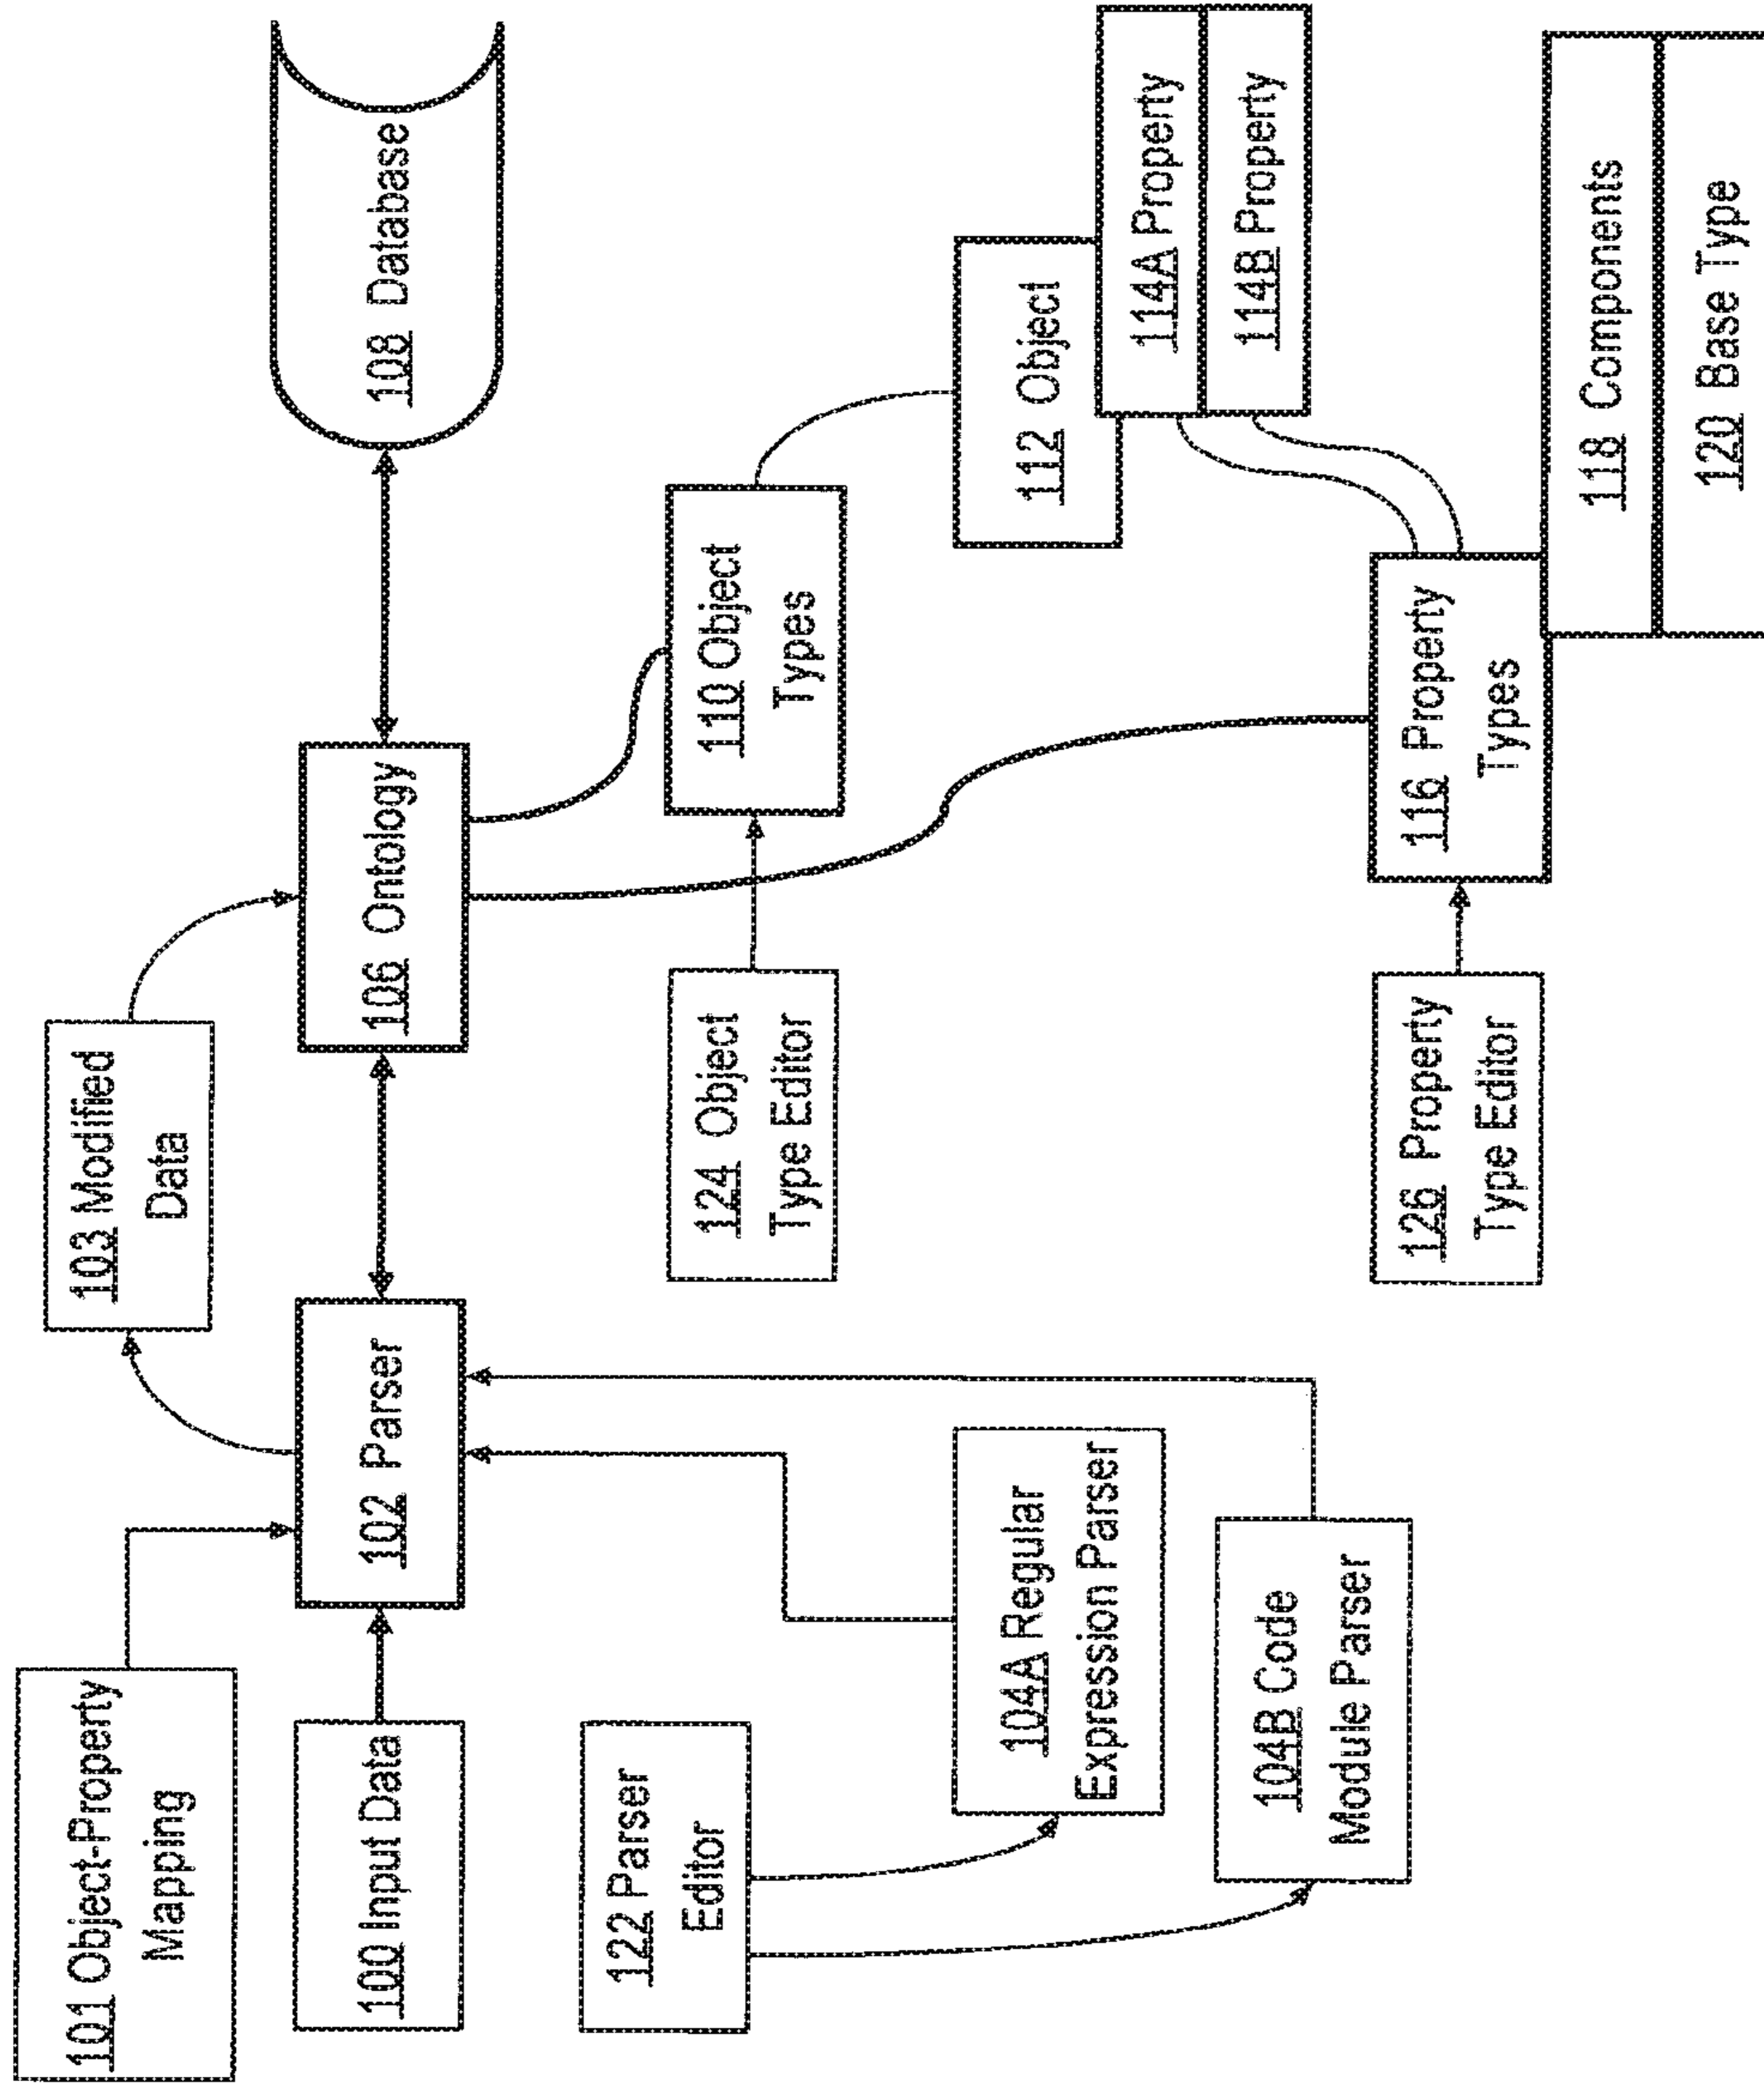 101 Object-Property
Mapping
103 Modified
Data
100 Input Data
102 Parser
106 Ontology
108 Database
122 Parser
Editor
124 Object
Type Editor
110 Object
Types
104A Regular
Expression Parser
112 Object
114A Property
114B Property
104B Code
Module Parser
126 Property
Type Editor
116 Property
Types
118 Components
120 Base Type